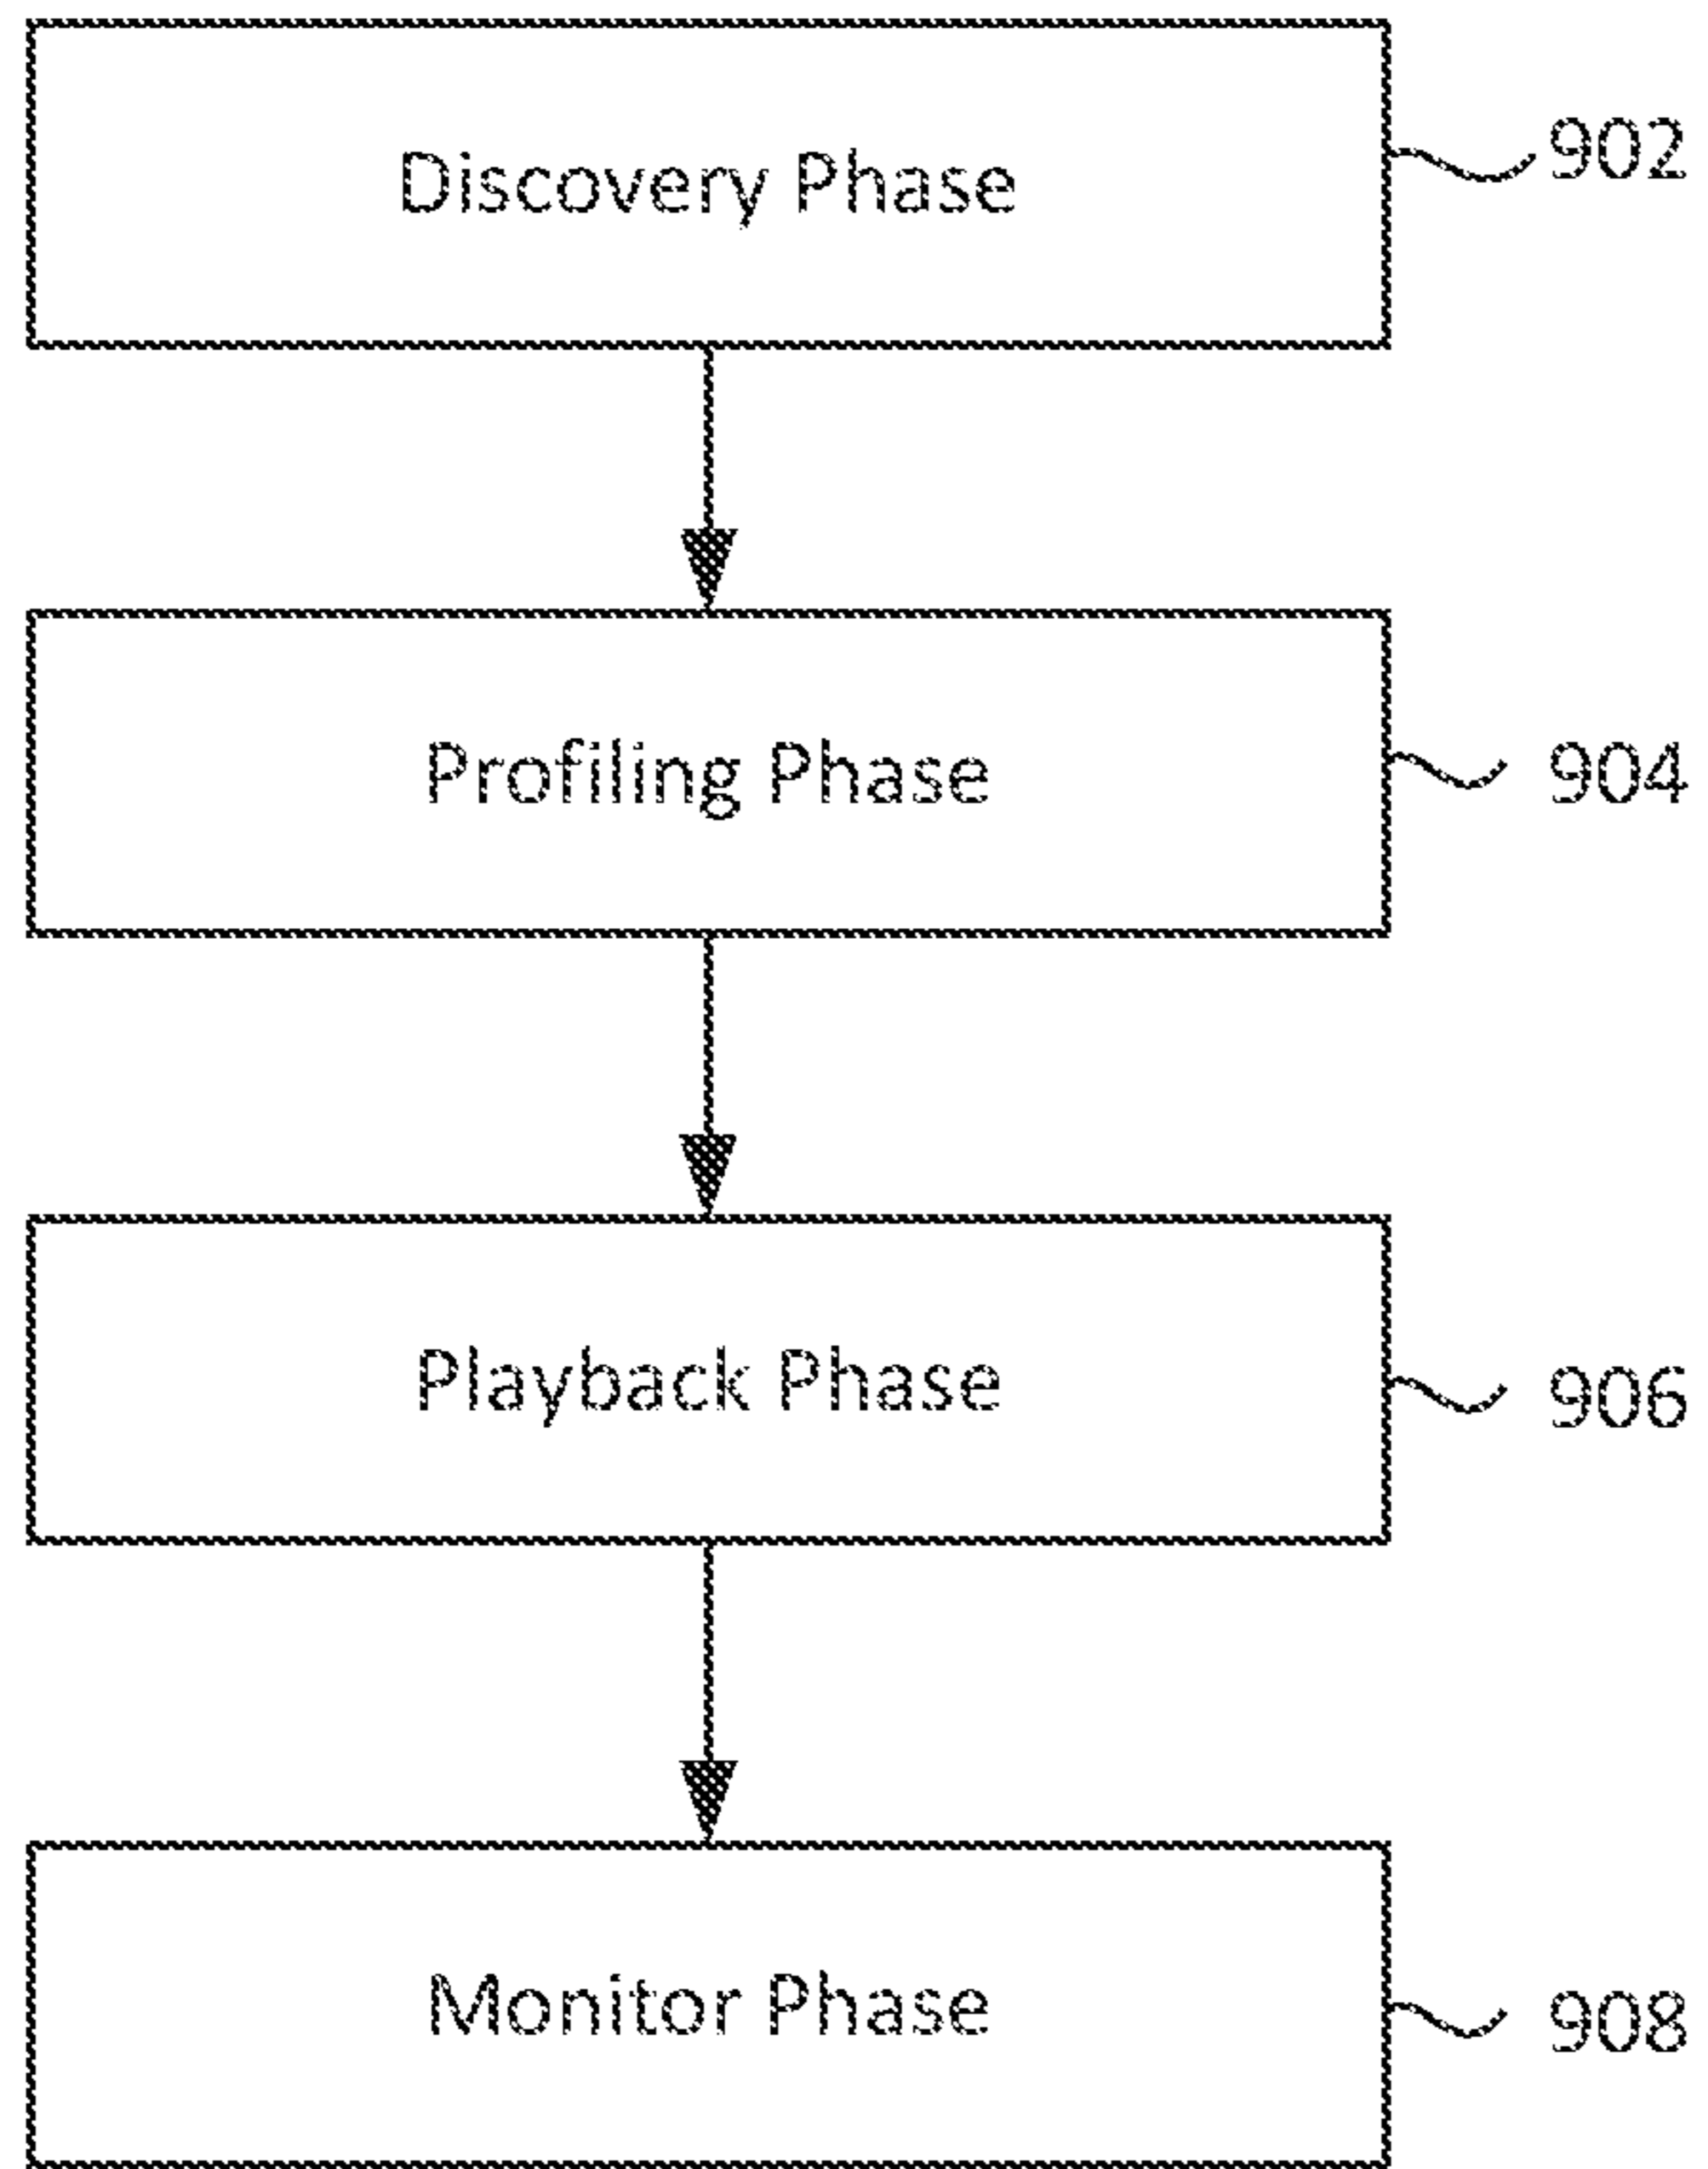 Discovery Phase
902
Profiling Phase
904
Playback Phase
906
Monitor Phase
908